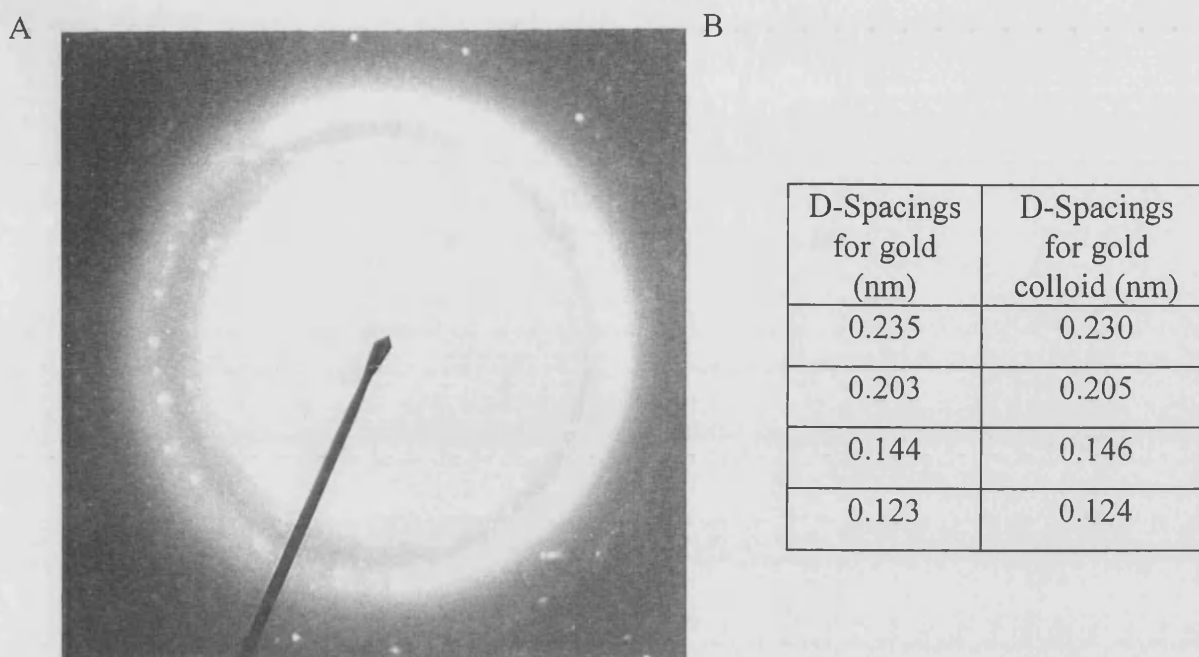 A
B
D-Spacings
for gold
(nm)
D-Spacings
for gold
colloid (nm)
0.235 0.230
0.203 0.205
0.144 0.146
0.123 0.124